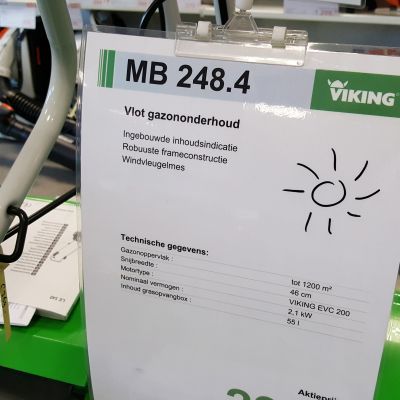 MB 248.4
VIKING
Vlot gazononderhoud
Ingebouwde inhoudsindicatie
Robuuste frameconstructie
Windvleugelmes
Technische gegevens:
Gazonoppervlak : tot 1200 m²
Snijbreedte : 46 cm
Motortype : VIKING EVC 200
Nominaal vermogen : 2,1 kW
Inhoud grasopvangbox : 55 l